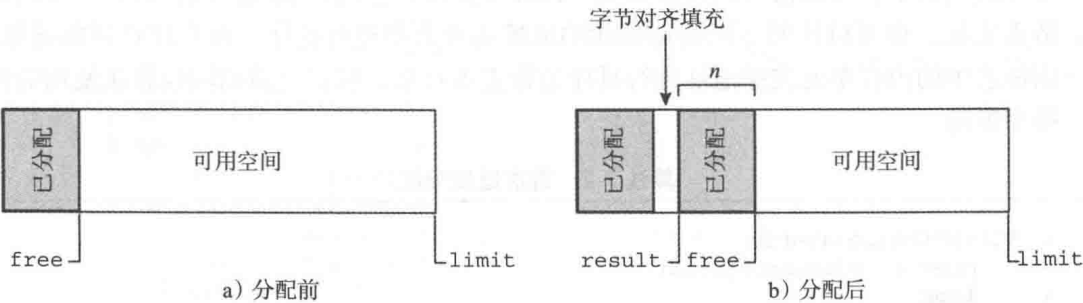 字节对齐填充
n
已分配
可用空间
已分配
已分配
可用空间
free
limit
result
free
limit
a）分配前
b）分配后